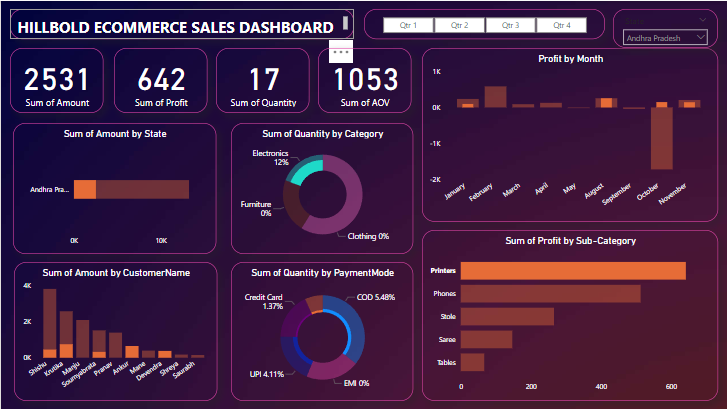 HILLBOLD ECOMMERCE SALES DASHBOARD
Qtr 1 Qtr 2 Qtr 3 Qtr 4
Andhra Pradesh
2531
Sum of Amount
642
Sum of Profit
17
Sum of Quantity
1053
Sum of AOV
Profit by Month
1K
0K
-1K
-2K
January February March April May August September October November
Sum of Amount by State
Andhra Pra...
0K 10K
Sum of Quantity by Category
Electronics
12%
Furniture
0%
Clothing 0%
Sum of Amount by CustomerName
4K
2K
0K
Shishu Krutika Manju Soumyabrata Pranav Ankur Mane Devendra Shreya Saurabh
Sum of Quantity by PaymentMode
Credit Card
1.37%
COD 5.48%
UPI 4.11%
EMI 0%
Sum of Profit by Sub-Category
Printers
Phones
Stole
Saree
Tables
0 200 400 600